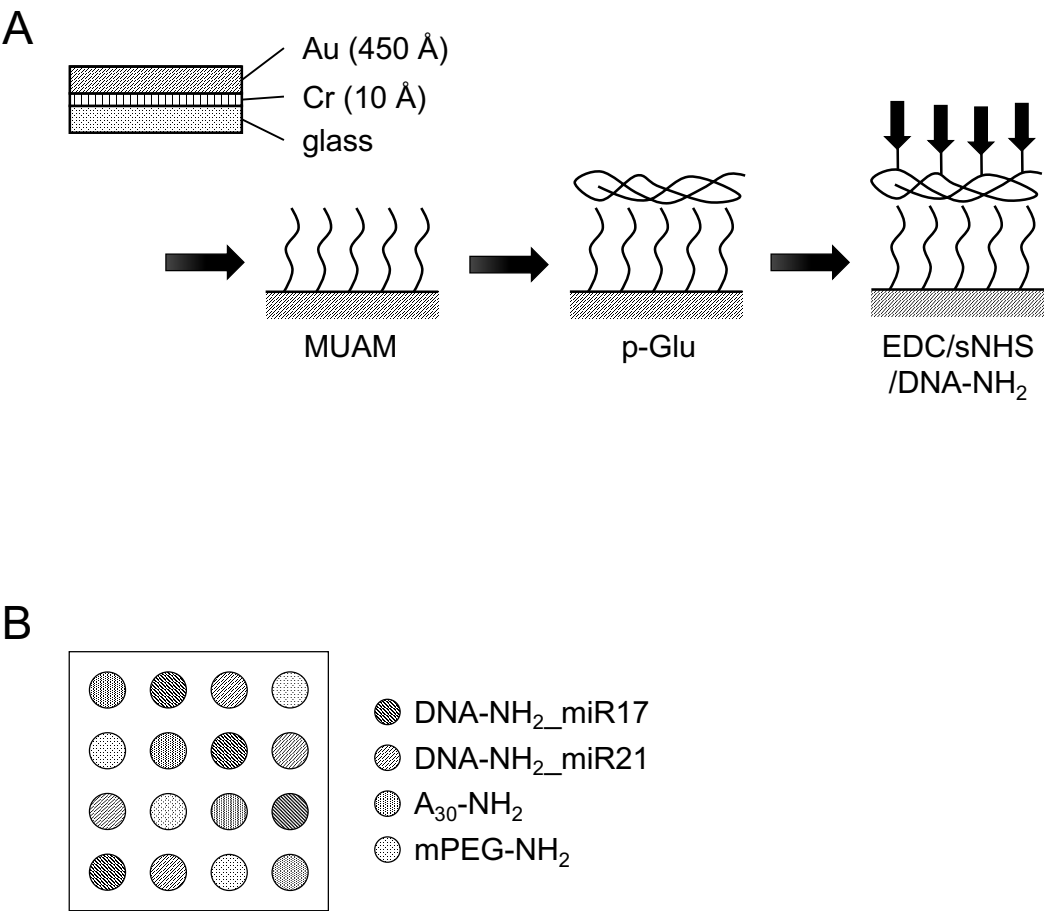 A
Au (450 Å)
Cr (10 Å)
glass
MUAM
p-Glu
EDC/sNHS
/DNA-NH₂
B
DNA-NH₂_miR17
DNA-NH₂_miR21
A₃₀-NH₂
mPEG-NH₂